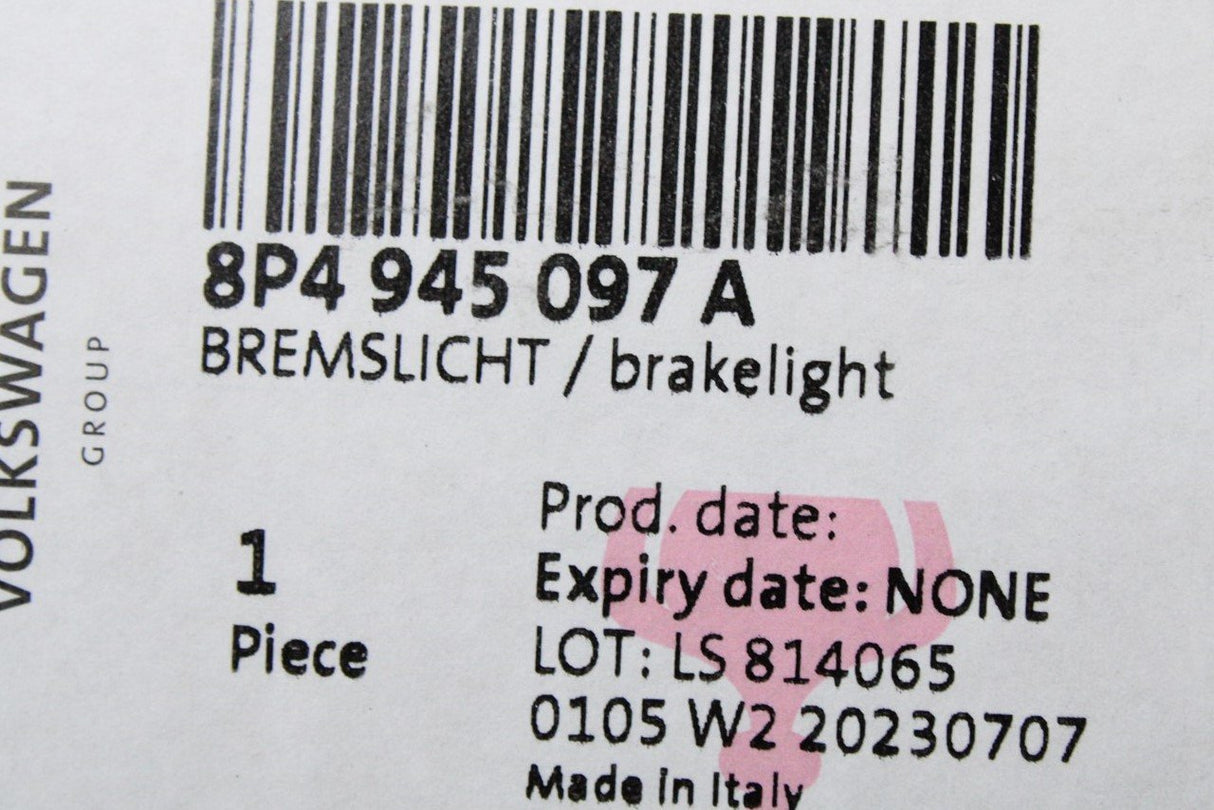 VOLKSWAGEN
GROUP
8P4 945 097 A
BREMSLICHT / brakelight
1
Piece
Prod. date:
Expiry date: NONE
LOT: LS 814065
0105 W2 20230707
Made in Italy